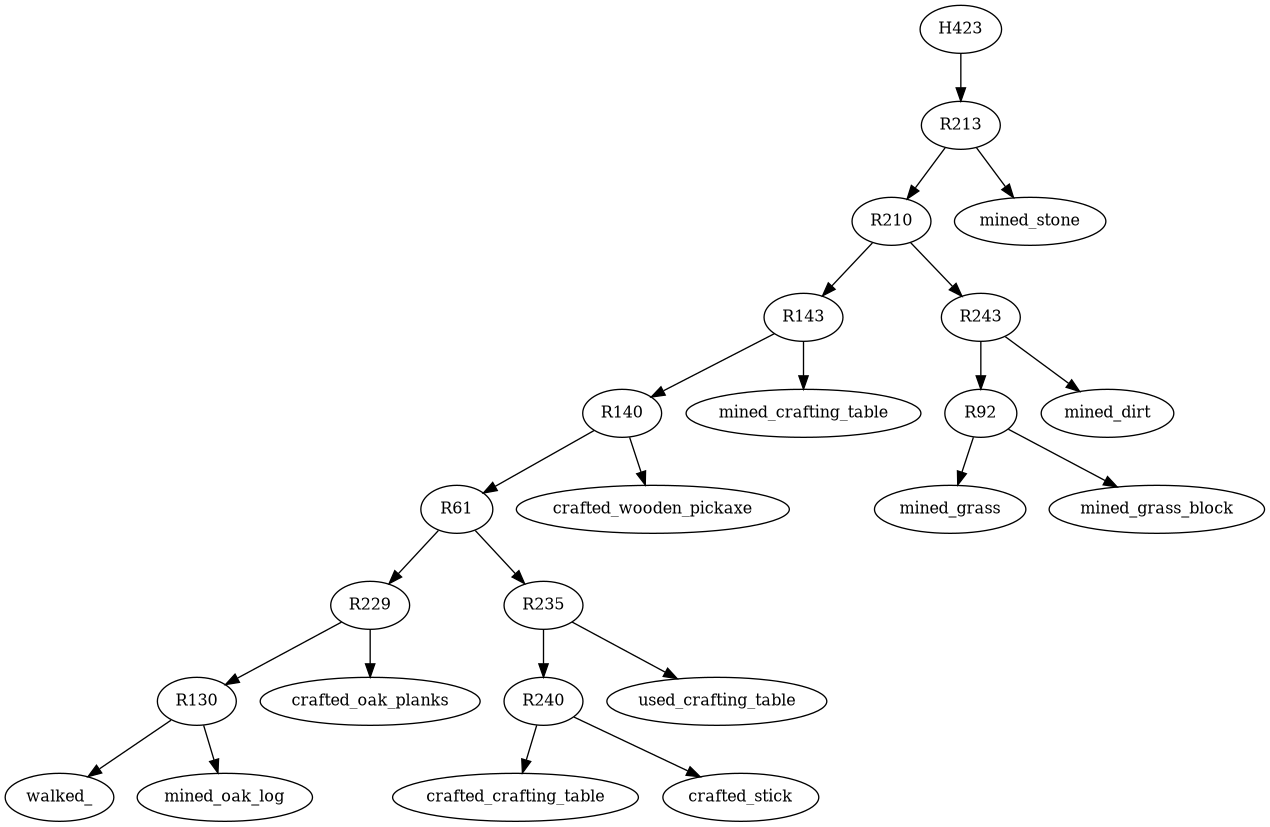 H423
R213
R210
mined_stone
R143
R243
R140
mined_crafting_table
R92
mined_dirt
R61
crafted_wooden_pickaxe
mined_grass
mined_grass_block
R229
R235
R130
crafted_oak_planks
R240
used_crafting_table
walked_
mined_oak_log
crafted_crafting_table
crafted_stick